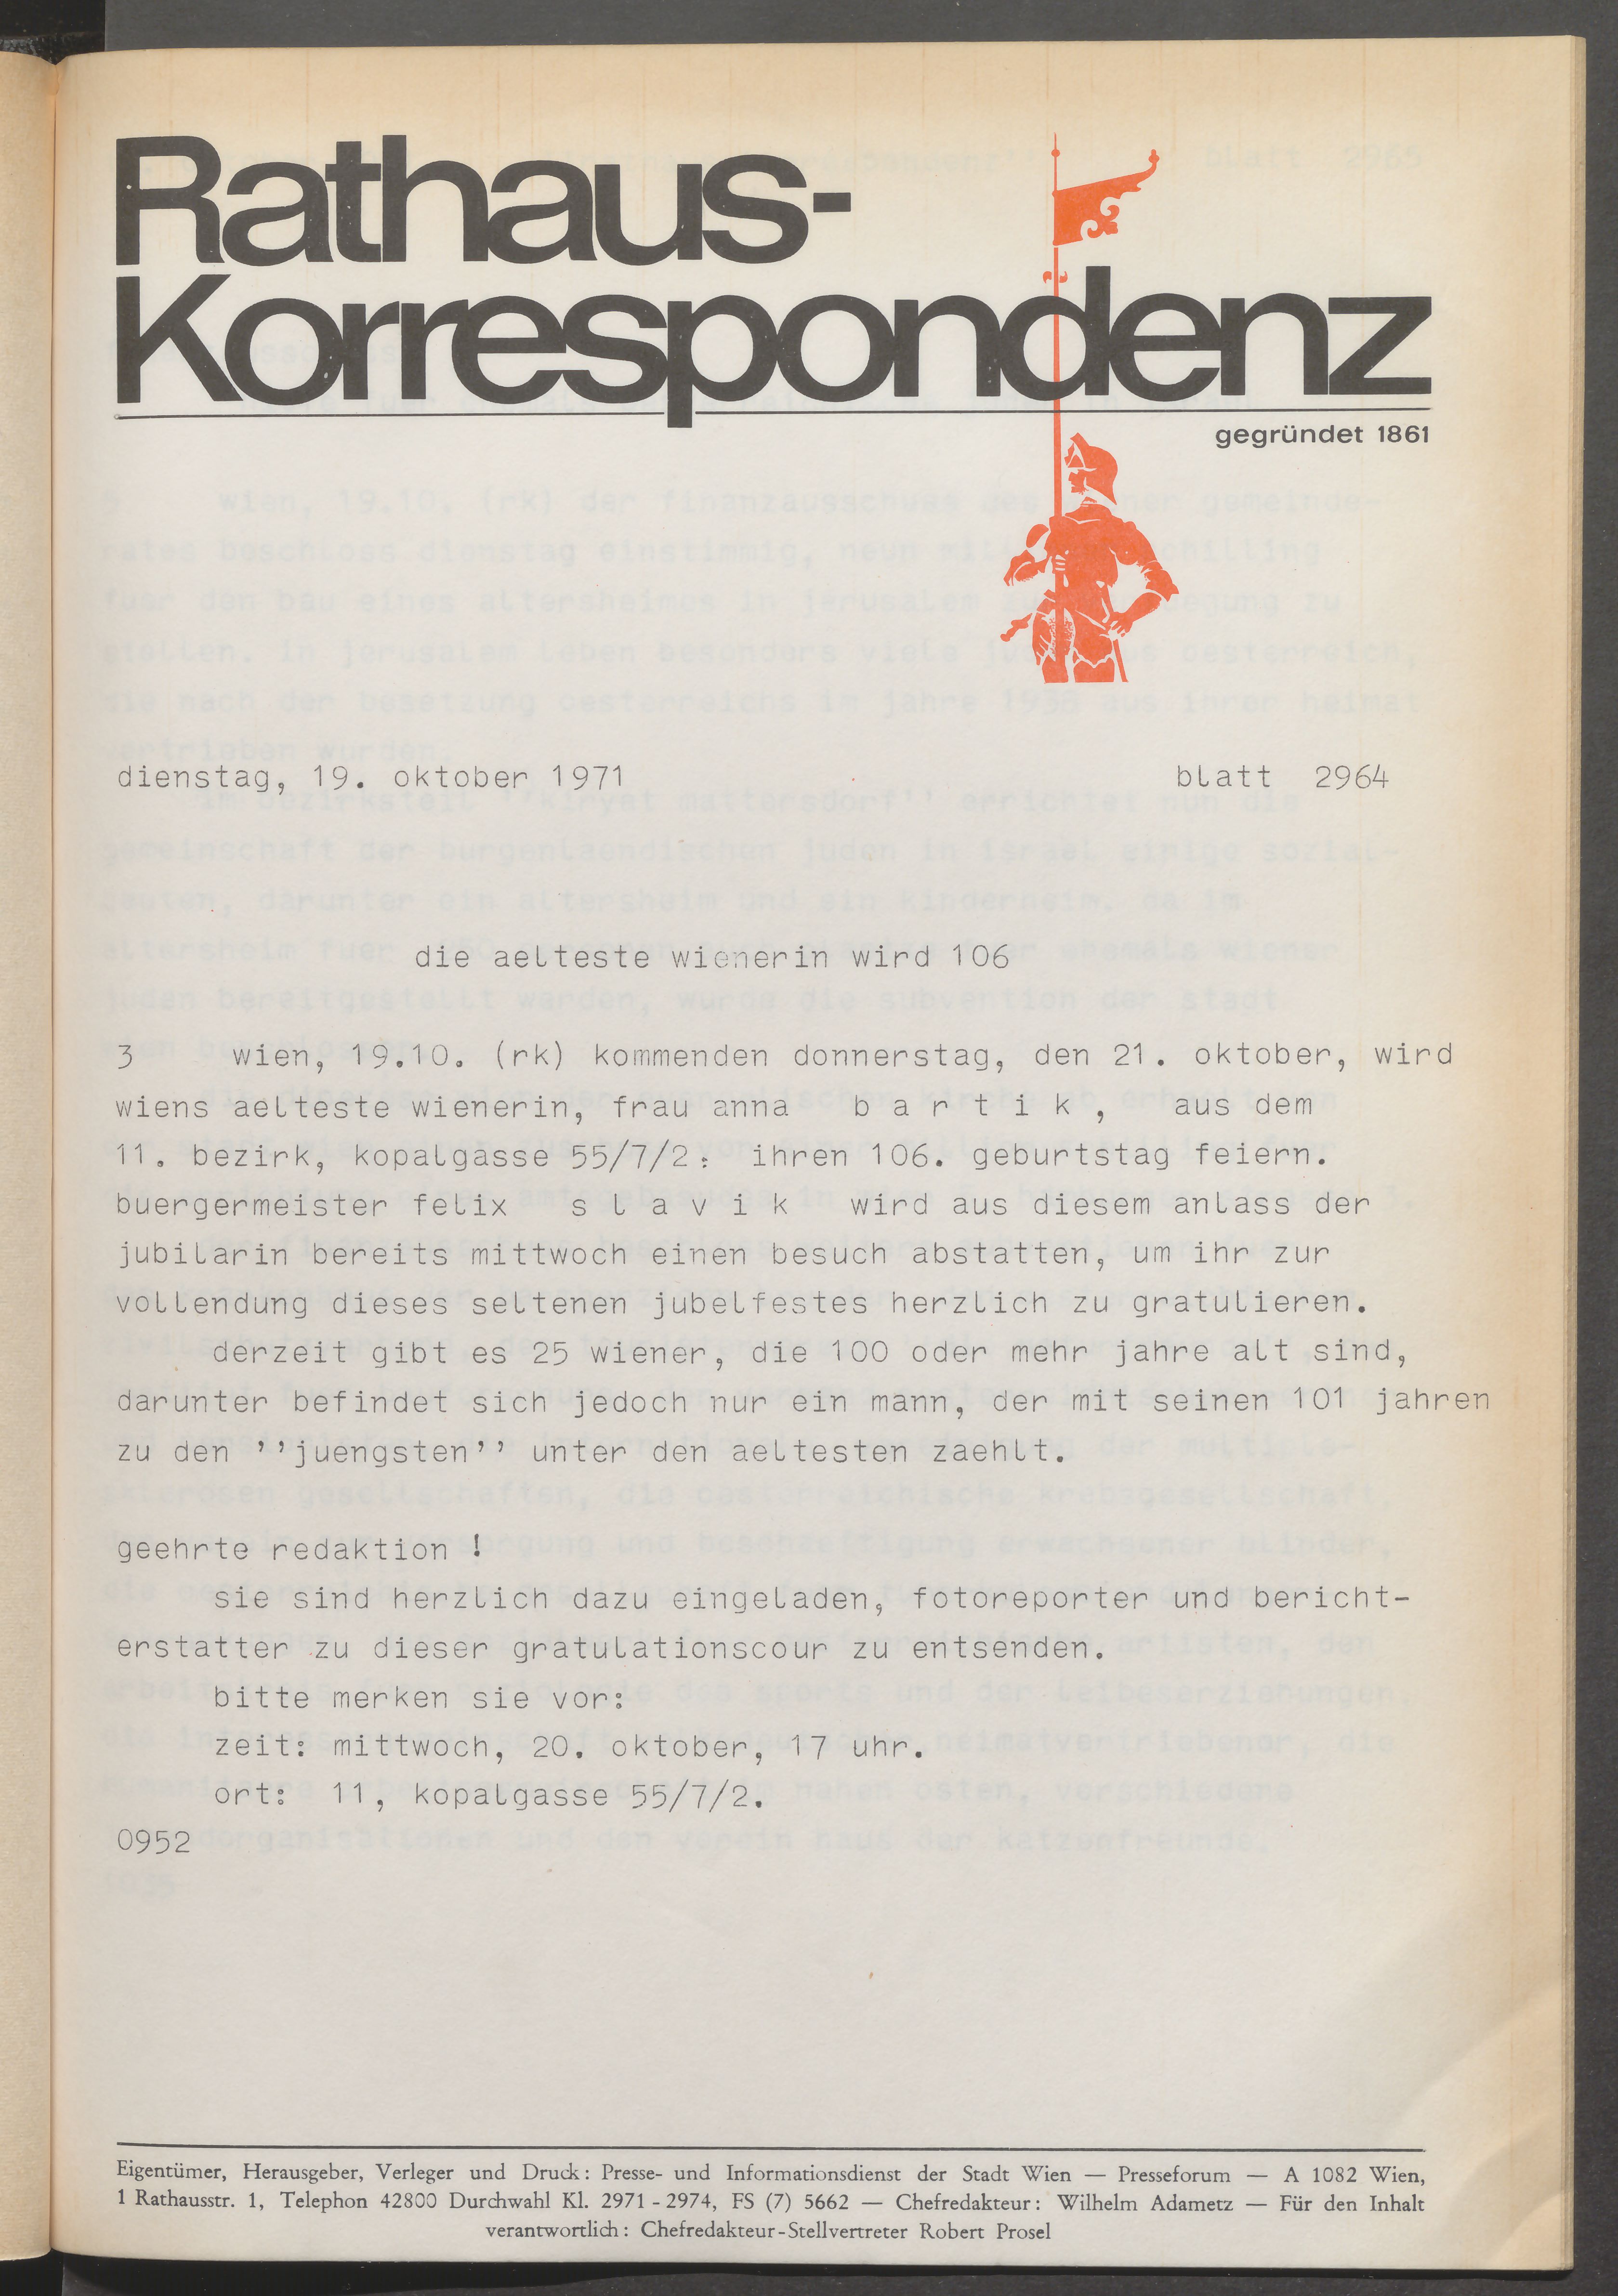 Rathaus-
Korrespondenz
gegründet 1861
dienstag, 19. oktober 1971 blatt 2964
die aelteste wienerin wird 106
3 wien, 19.10. (rk) kommenden donnerstag, den 21. oktober, wird
wiens aelteste wienerin, frau anna b a r t i k , aus dem
11. bezirk, kopalgasse 55/7/2: ihren 106. geburtstag feiern.
buergermeister felix s l a v i k wird aus diesem anlass der
jubilarin bereits mittwoch einen besuch abstatten, um ihr zur
vollendung dieses seltenen jubelfestes herzlich zu gratulieren.
derzeit gibt es 25 wiener, die 100 oder mehr jahre alt sind,
darunter befindet sich jedoch nur ein mann, der mit seinen 101 jahren
zu den ’’juengsten’’ unter den aeltesten zaehlt.
geehrte redaktion !
sie sind herzlich dazu eingeladen, fotoreporter und bericht-
erstatter zu dieser gratulationscour zu entsenden.
bitte merken sie vor:
zeit: mittwoch, 20. oktober, 17 uhr.
ort: 11, kopalgasse 55/7/2.
0952
Eigentümer, Herausgeber, Verleger und Druck: Presse- und Informationsdienst der Stadt Wien — Presseforum — A 1082 Wien,
1 Rathausstr. 1, Telephon 42800 Durchwahl Kl. 2971 - 2974, FS (7) 5662 — Chefredakteur: Wilhelm Adametz — Für den Inhalt
verantwortlich: Chefredakteur-Stellvertreter Robert Prosel